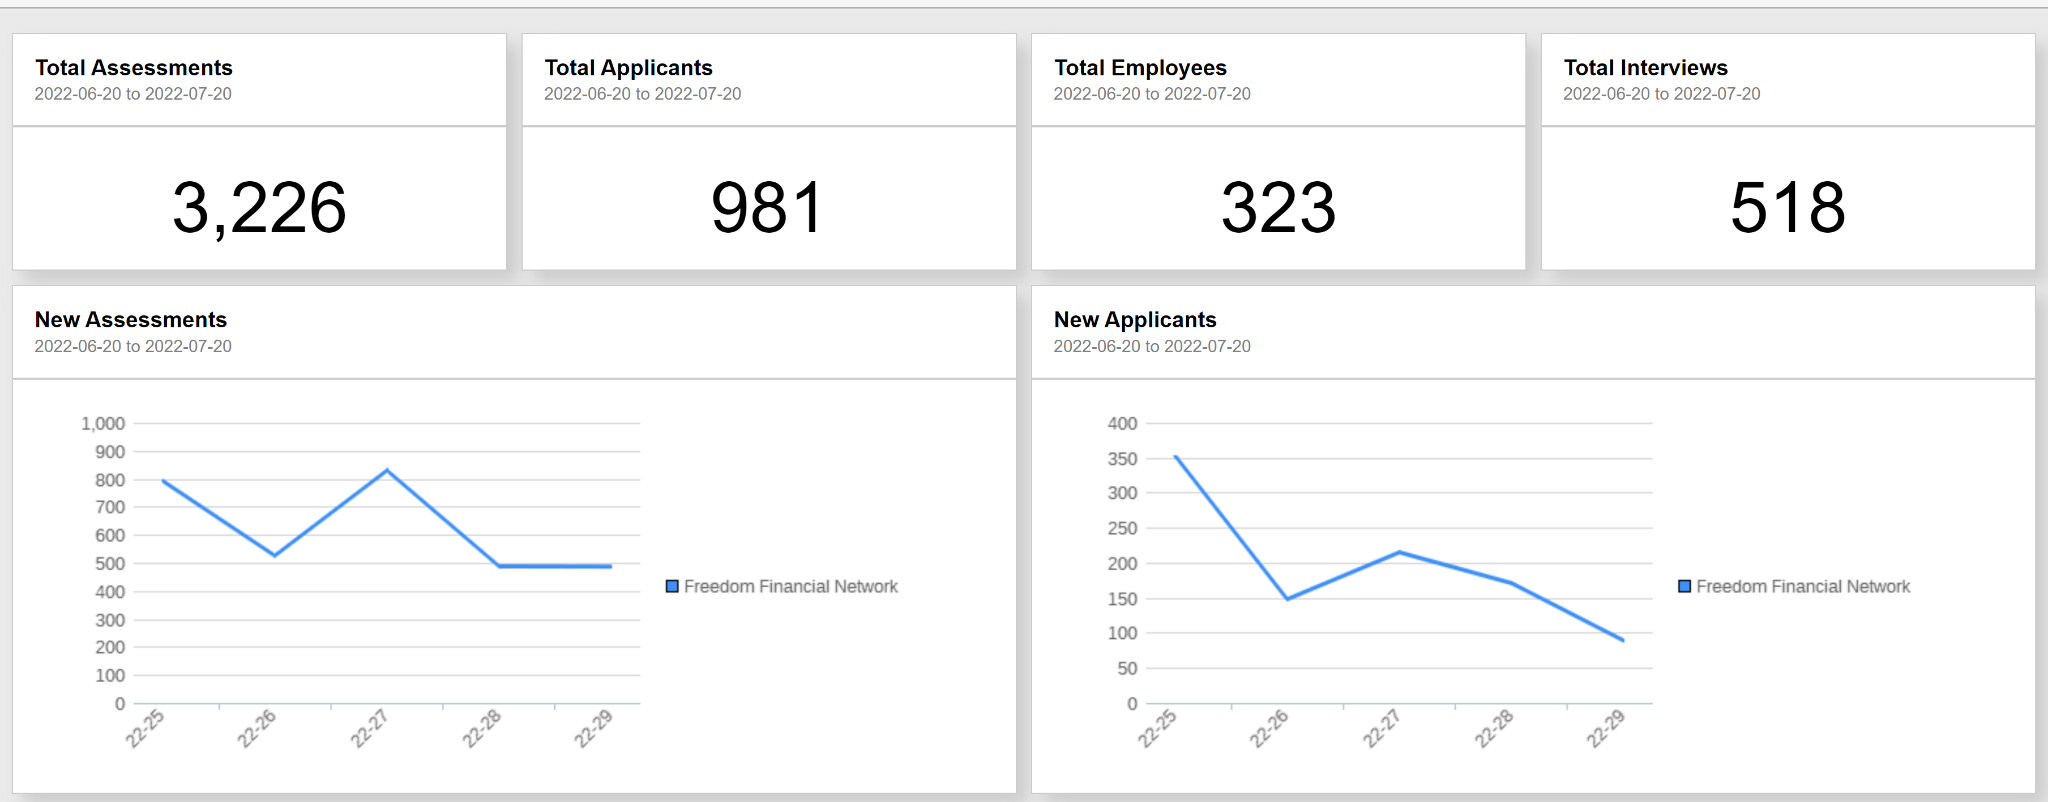 Total Assessments
2022-06-20 to 2022-07-20
3,226
Total Applicants
2022-06-20 to 2022-07-20
981
Total Employees
2022-06-20 to 2022-07-20
323
Total Interviews
2022-06-20 to 2022-07-20
518
New Assessments
2022-06-20 to 2022-07-20
1,000
900
800
700
600
500
400
300
200
100
0
22-25
22-26
22-27
22-28
22-29
Freedom Financial Network
New Applicants
2022-06-20 to 2022-07-20
400
350
300
250
200
150
100
50
0
22-25
22-26
22-27
22-28
22-29
Freedom Financial Network